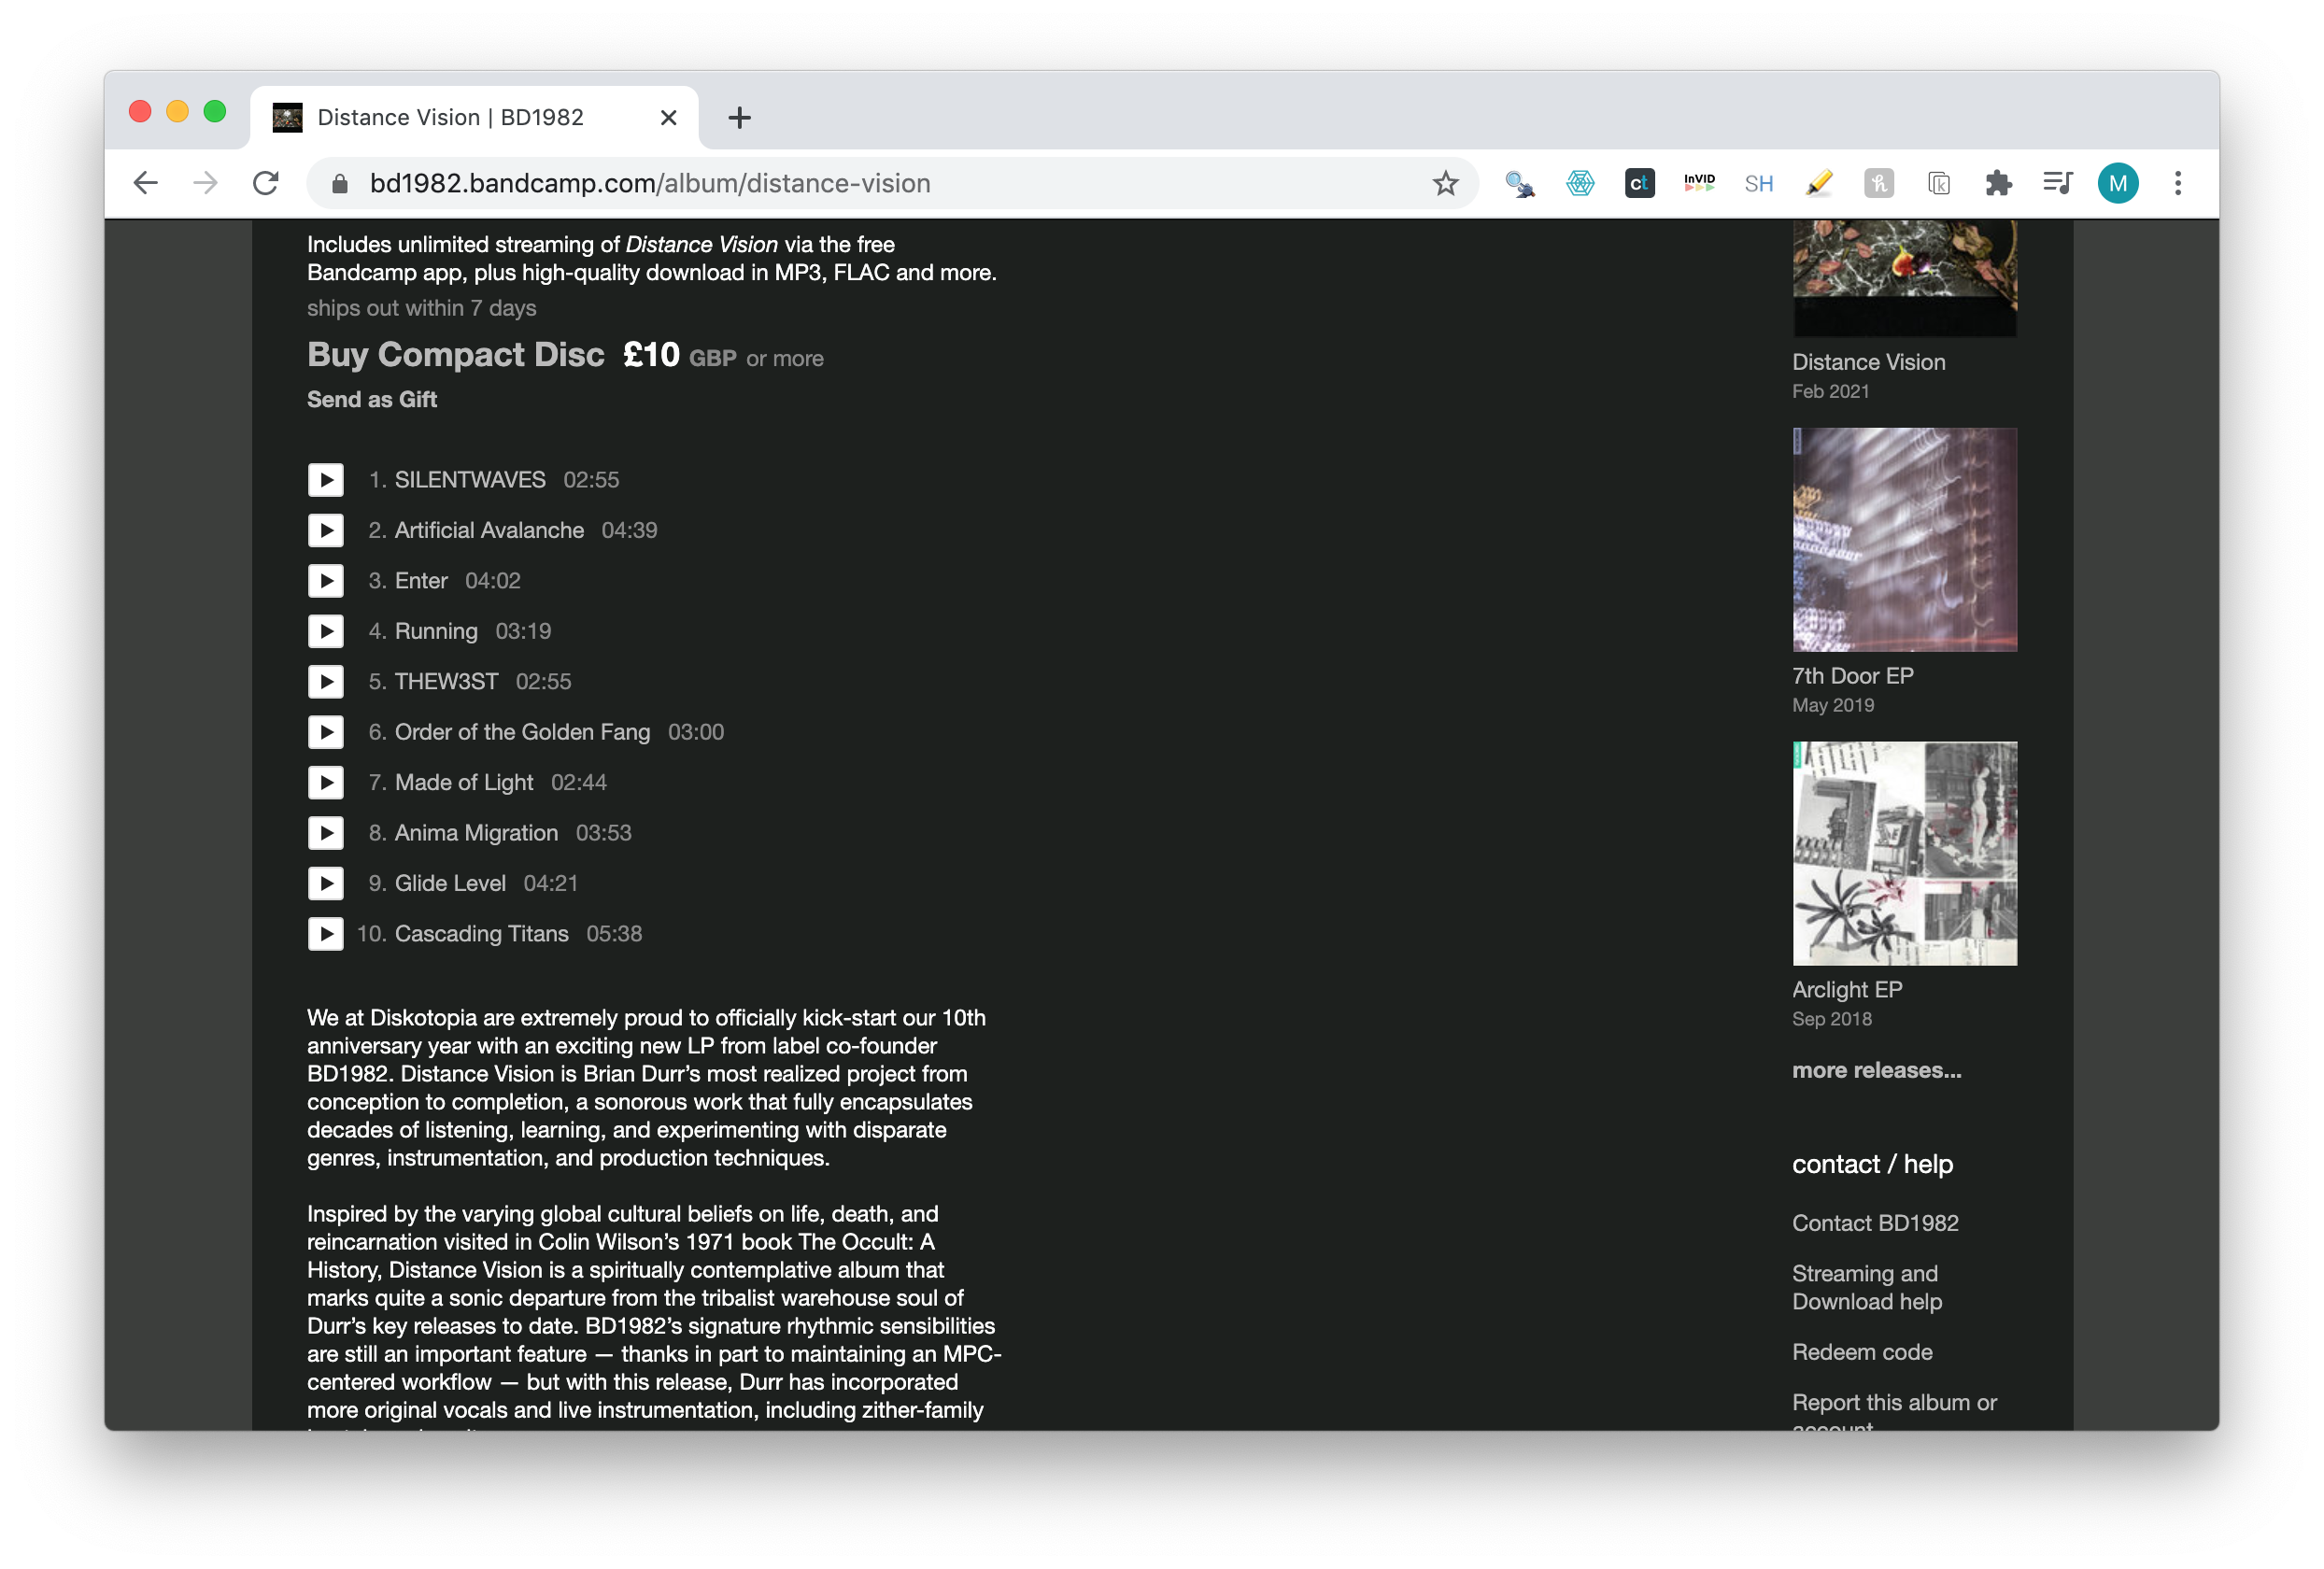 Distance Vision | BD1982
bd1982.bandcamp.com/album/distance-vision
ct
InVID
SH
k
M
Includes unlimited streaming of Distance Vision via the free
Bandcamp app, plus high-quality download in MP3, FLAC and more.
ships out within 7 days
Buy Compact Disc £10 GBP or more
Send as Gift
1. SILENTWAVES 02:55
2. Artificial Avalanche 04:39
3. Enter 04:02
4. Running 03:19
5. THEW3ST 02:55
6. Order of the Golden Fang 03:00
7. Made of Light 02:44
8. Anima Migration 03:53
9. Glide Level 04:21
10. Cascading Titans 05:38
We at Diskotopia are extremely proud to officially kick-start our 10th
anniversary year with an exciting new LP from label co-founder
BD1982. Distance Vision is Brian Durr’s most realized project from
conception to completion, a sonorous work that fully encapsulates
decades of listening, learning, and experimenting with disparate
genres, instrumentation, and production techniques.
Inspired by the varying global cultural beliefs on life, death, and
reincarnation visited in Colin Wilson’s 1971 book The Occult: A
History, Distance Vision is a spiritually contemplative album that
marks quite a sonic departure from the tribalist warehouse soul of
Durr’s key releases to date. BD1982’s signature rhythmic sensibilities
are still an important feature — thanks in part to maintaining an MPC-
centered workflow — but with this release, Durr has incorporated
more original vocals and live instrumentation, including zither-family
Distance Vision
Feb 2021
7th Door EP
May 2019
Arclight EP
Sep 2018
more releases...
contact / help
Contact BD1982
Streaming and
Download help
Redeem code
Report this album or
account